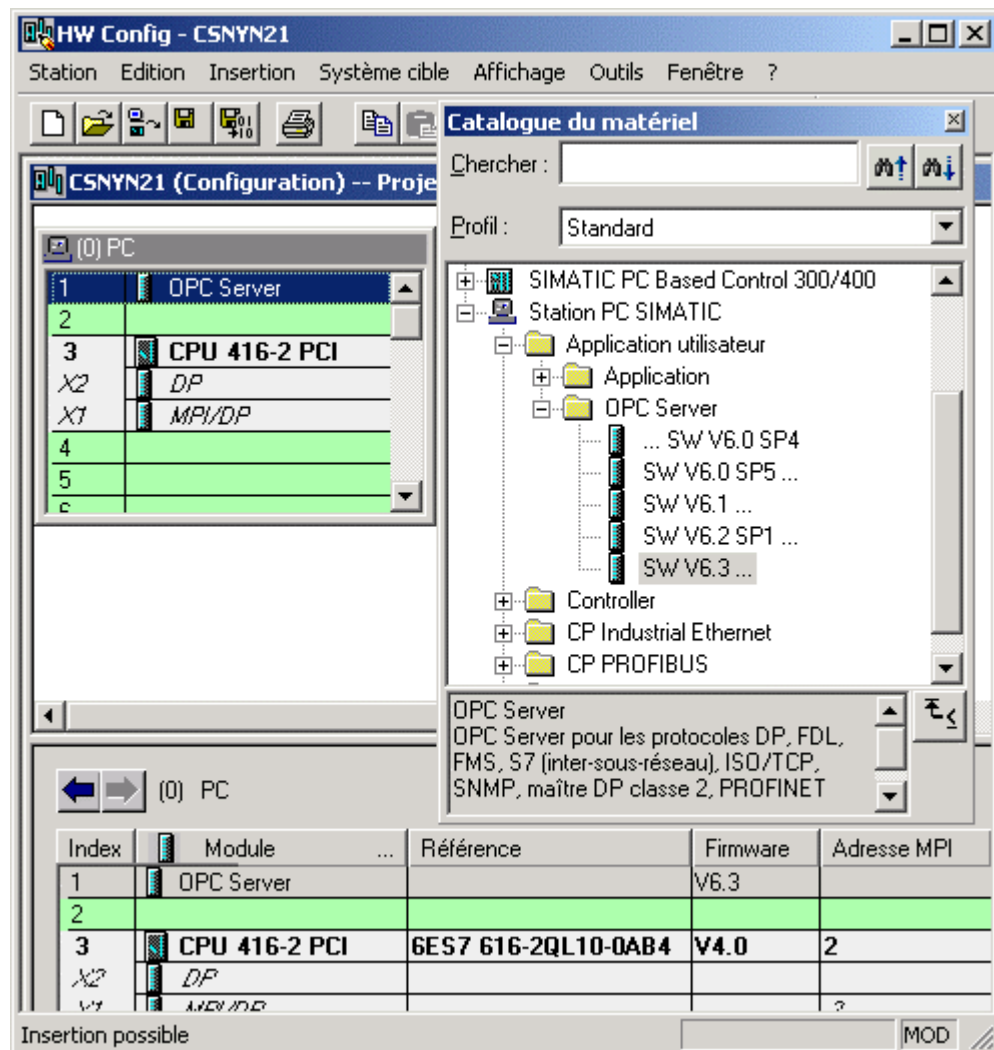 HW Config - CSNYN21
Station Edition Insertion Système cible Affichage Outils Fenêtre ?
CSNYN21 (Configuration) -- Proje
(0) PC
1 OPC Server
2
3 CPU 416-2 PCI
X2 DP
X1 MPI/DP
4
5
6
Catalogue du matériel
Chercher :
Profil : Standard
SIMATIC PC Based Control 300/400
Station PC SIMATIC
Application utilisateur
Application
OPC Server
... SW V6.0 SP4
SW V6.0 SP5 ...
SW V6.1 ...
SW V6.2 SP1 ...
SW V6.3 ...
Controller
CP Industrial Ethernet
CP PROFIBUS
OPC Server
OPC Server pour les protocoles DP, FDL,
FMS, S7 (inter-sous-réseau), ISO/TCP,
SNMP, maître DP classe 2, PROFINET
(0) PC
Index Module ... Référence Firmware Adresse MPI
1 OPC Server V6.3
2
3 CPU 416-2 PCI 6ES7 616-2QL10-0AB4 V4.0 2
X2 DP
X1 MPI/DP 2
Insertion possible MOD